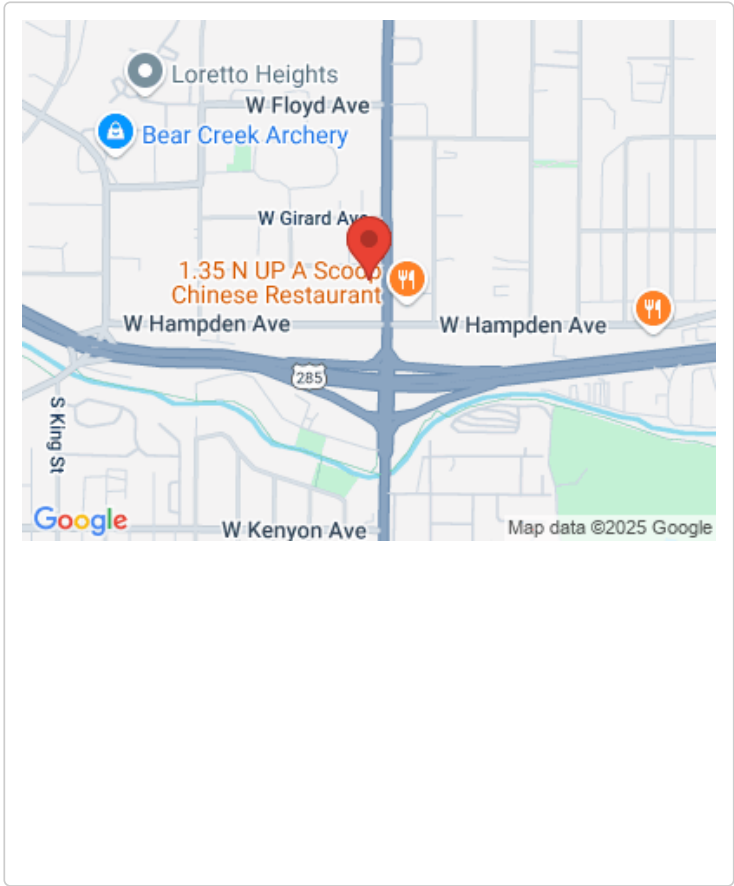 Loretto Heights
W Floyd Ave
Bear Creek Archery
W Girard Ave
1.35 N UP A Scoop
Chinese Restaurant
W Hampden Ave
W Hampden Ave
285
S King St
Google
W Kenyon Ave
Map data ©2025 Google